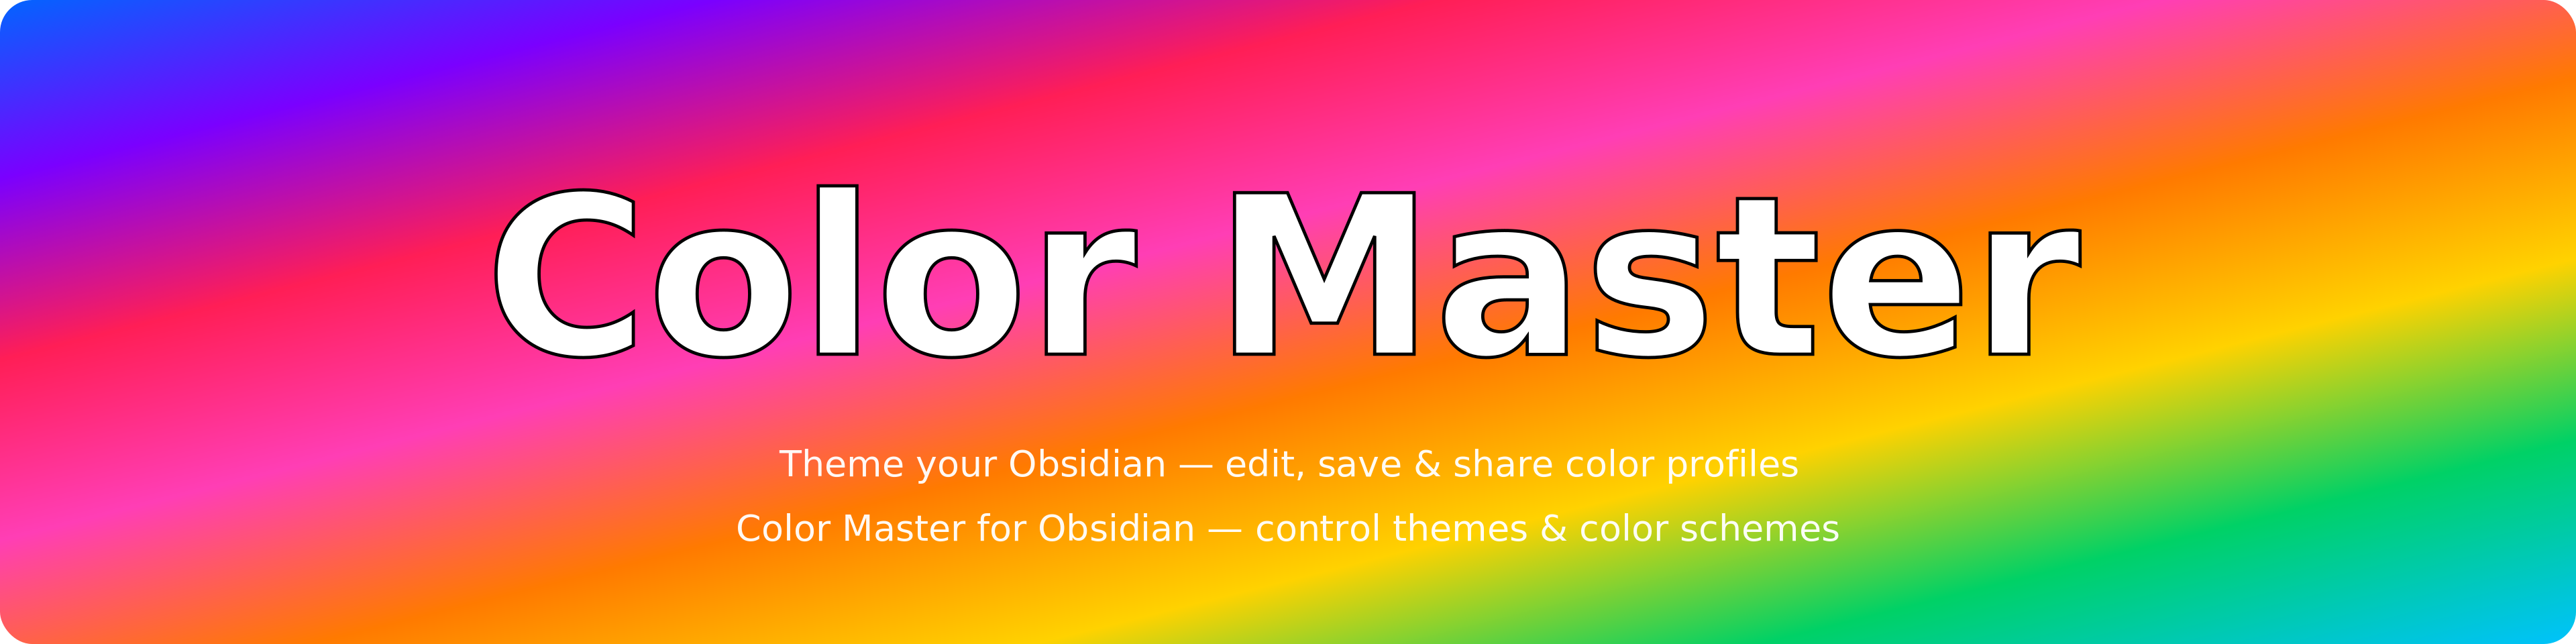 Color Master
Theme your Obsidian — edit, save & share color profiles
Color Master for Obsidian — control themes & color schemes